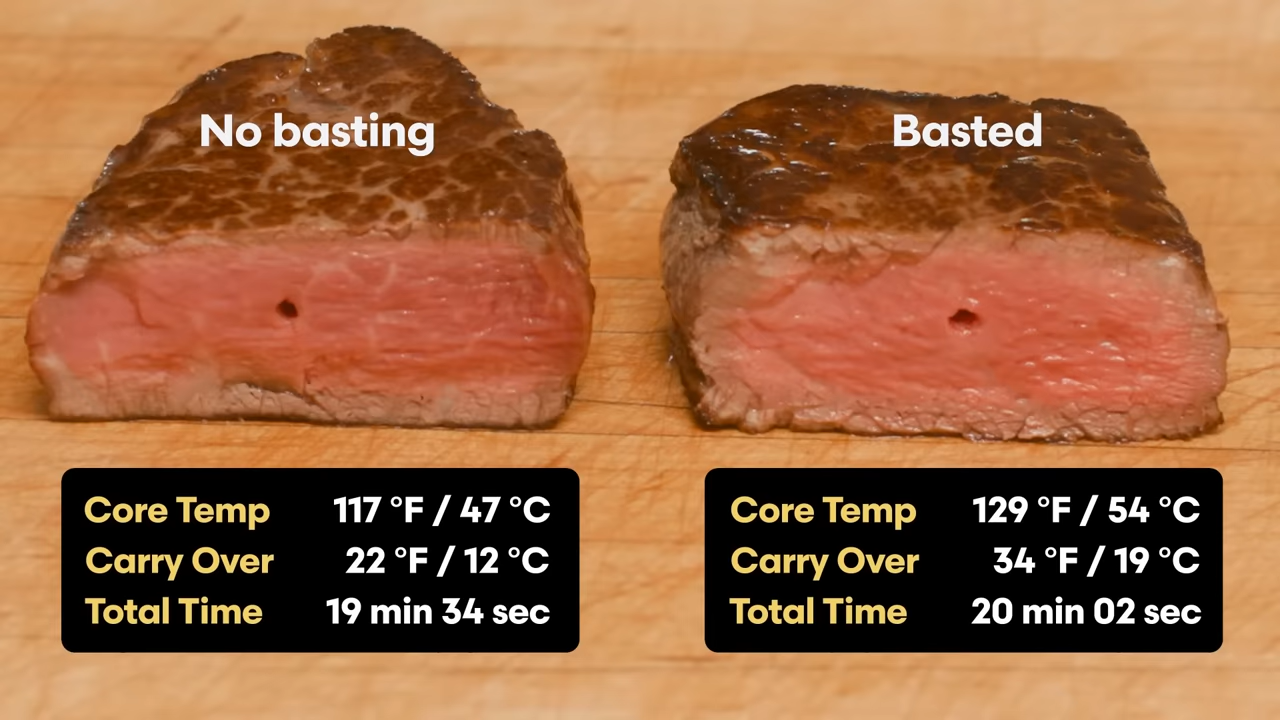 No basting
Basted
Core Temp 117 °F / 47 °C
Carry Over 22 °F / 12 °C
Total Time 19 min 34 sec
Core Temp 129 °F / 54 °C
Carry Over 34 °F / 19 °C
Total Time 20 min 02 sec